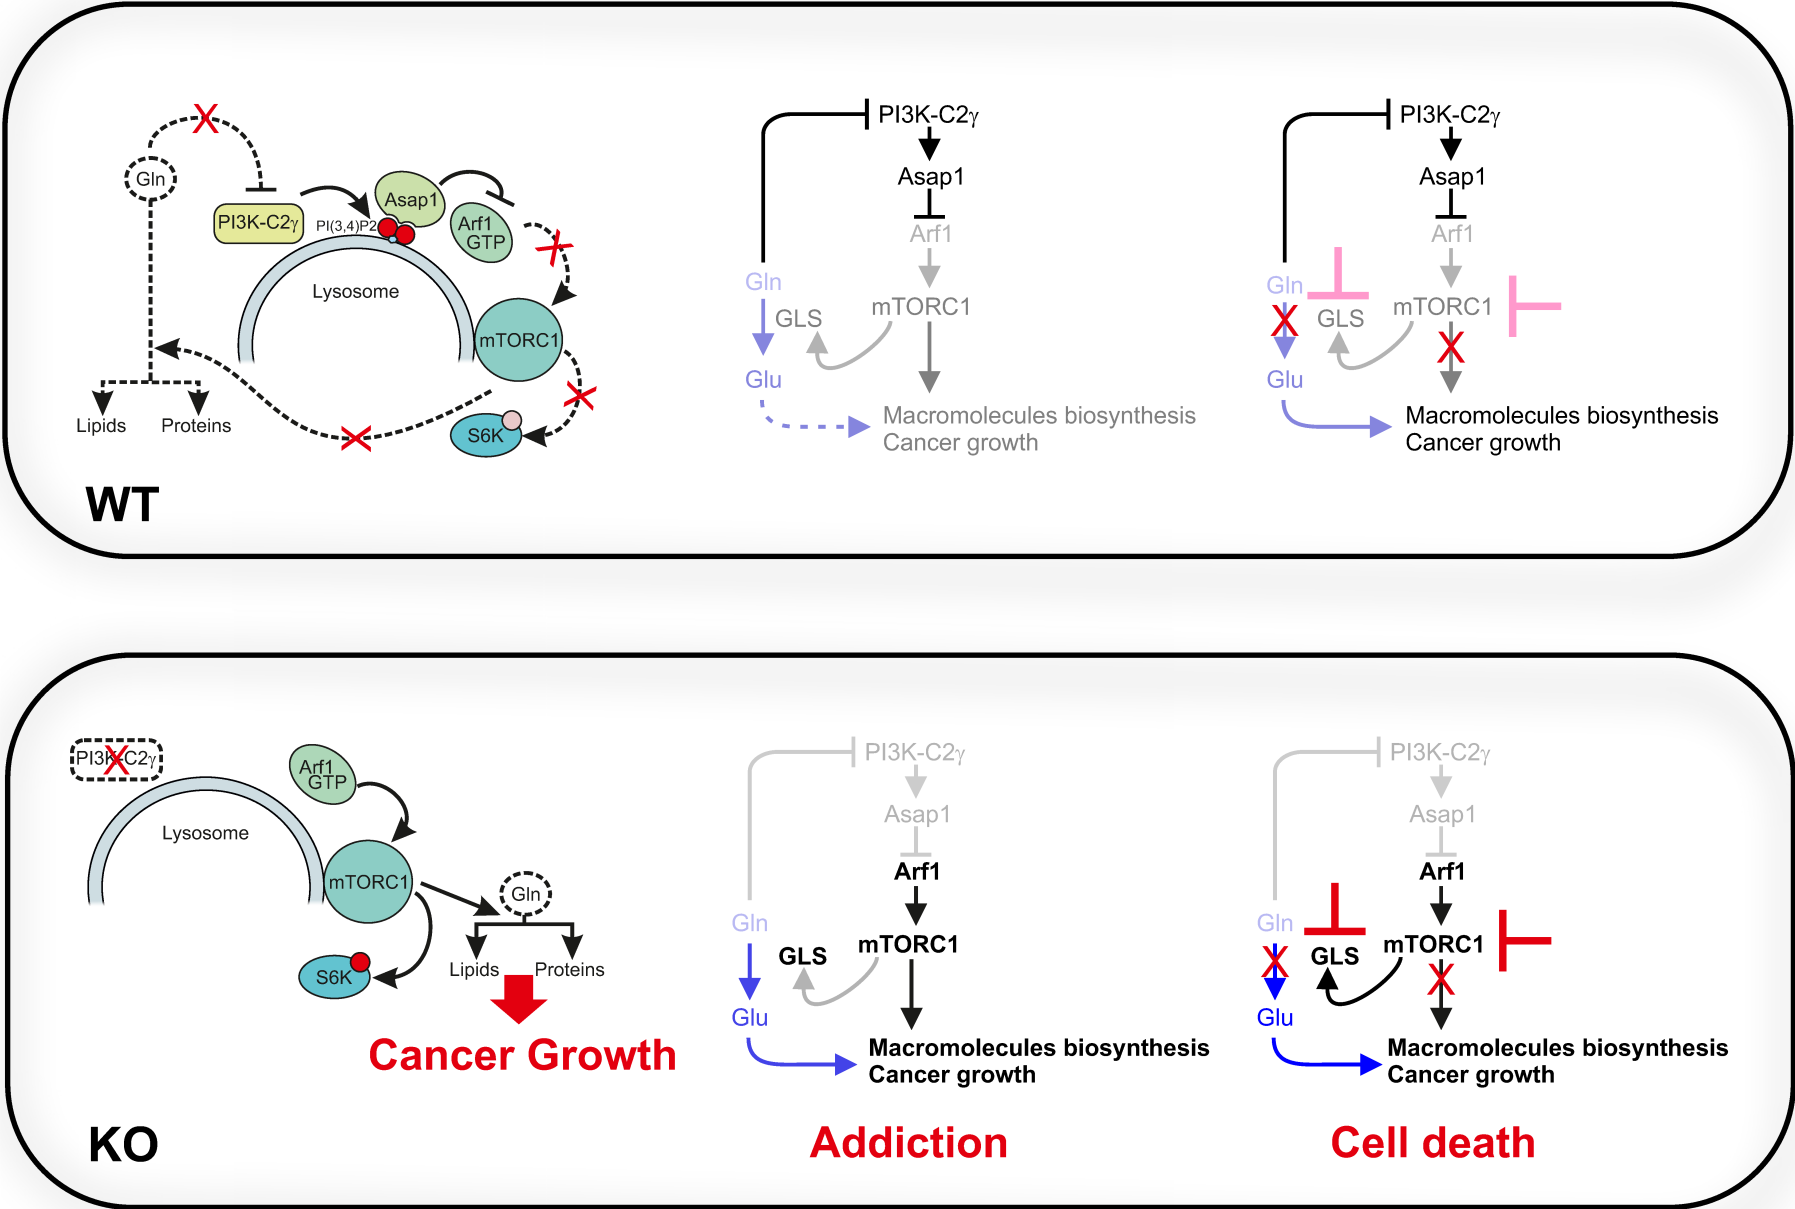 Gln
PI3K-C2γ
PI(3,4)P2
Asap1
Arf1
GTP
Lysosome
mTORC1
S6K
Lipids
Proteins
WT
PI3K-C2γ
Asap1
Arf1
Gln
GLS
mTORC1
Glu
Macromolecules biosynthesis
Cancer growth
PI3K-C2γ
Asap1
Arf1
Gln
GLS
mTORC1
Glu
Macromolecules biosynthesis
Cancer growth
PI3K-C2γ
Arf1
GTP
Lysosome
mTORC1
Gln
S6K
Lipids
Proteins
Cancer Growth
KO
PI3K-C2γ
Asap1
Arf1
Gln
GLS
mTORC1
Glu
Macromolecules biosynthesis
Cancer growth
Addiction
PI3K-C2γ
Asap1
Arf1
Gln
GLS
mTORC1
Glu
Macromolecules biosynthesis
Cancer growth
Cell death